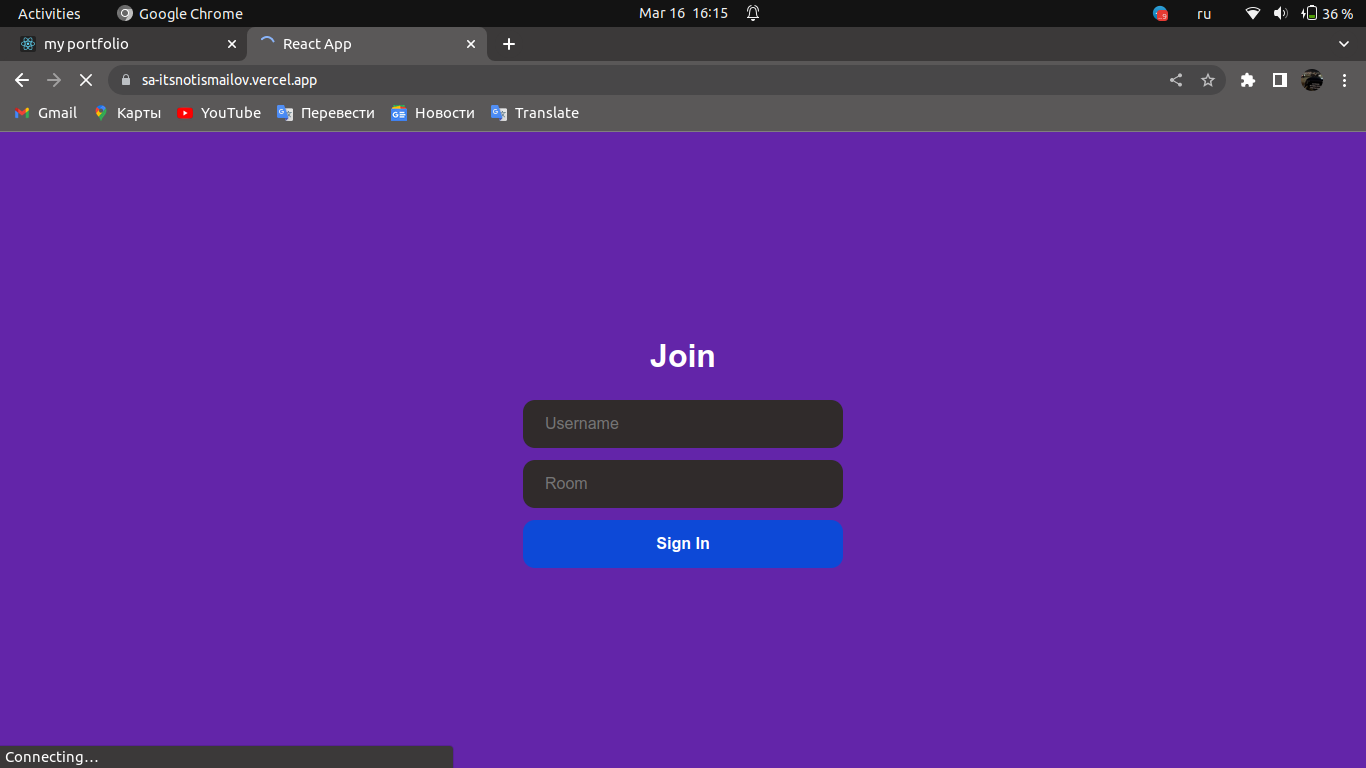 Activities Google Chrome Mar 16 16:15 ru 36 %
my portfolio React App
sa-itsnotismailov.vercel.app
Gmail Карты YouTube Перевести Новости Translate
Join
Username
Room
Sign In
Connecting...